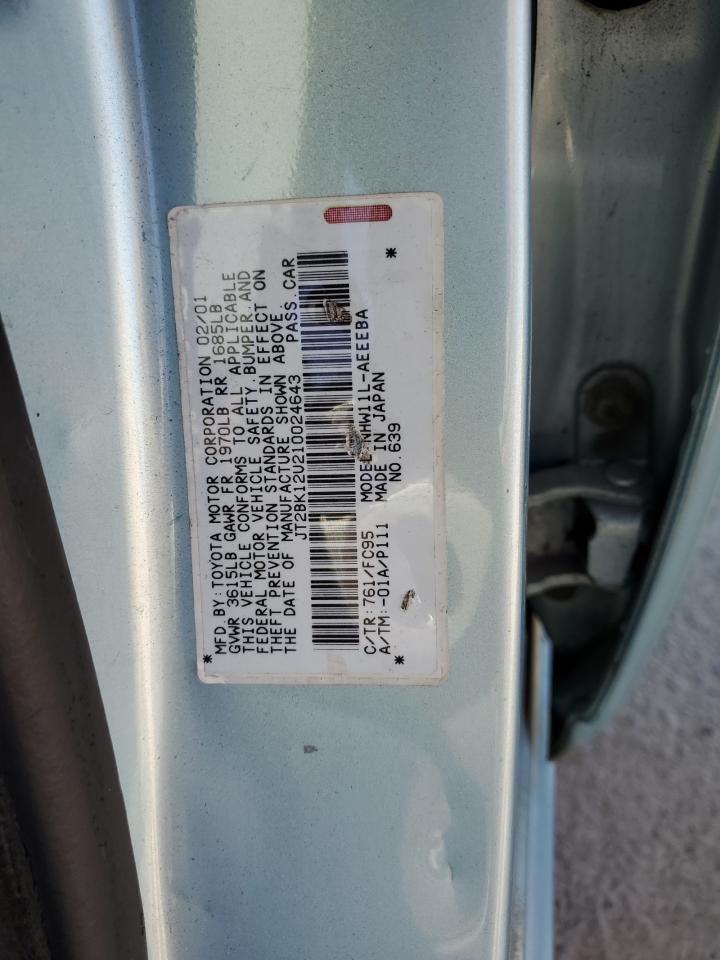 MFD. BY: TOYOTA MOTOR CORPORATION 02/01
GVWR 3615LB GAWR FR 1970LB RR 1685LB
THIS VEHICLE CONFORMS TO ALL APPLICABLE
FEDERAL MOTOR VEHICLE SAFETY, BUMPER, AND
THEFT PREVENTION STANDARDS IN EFFECT ON
THE DATE OF MANUFACTURE SHOWN ABOVE.
JT2BK12U210024643 PASS. CAR
C/TR: 761/FC95 MODEL: NHW11L-AEEEBA
A/TM: -01A/P111 MADE IN JAPAN
* NO. 639 *